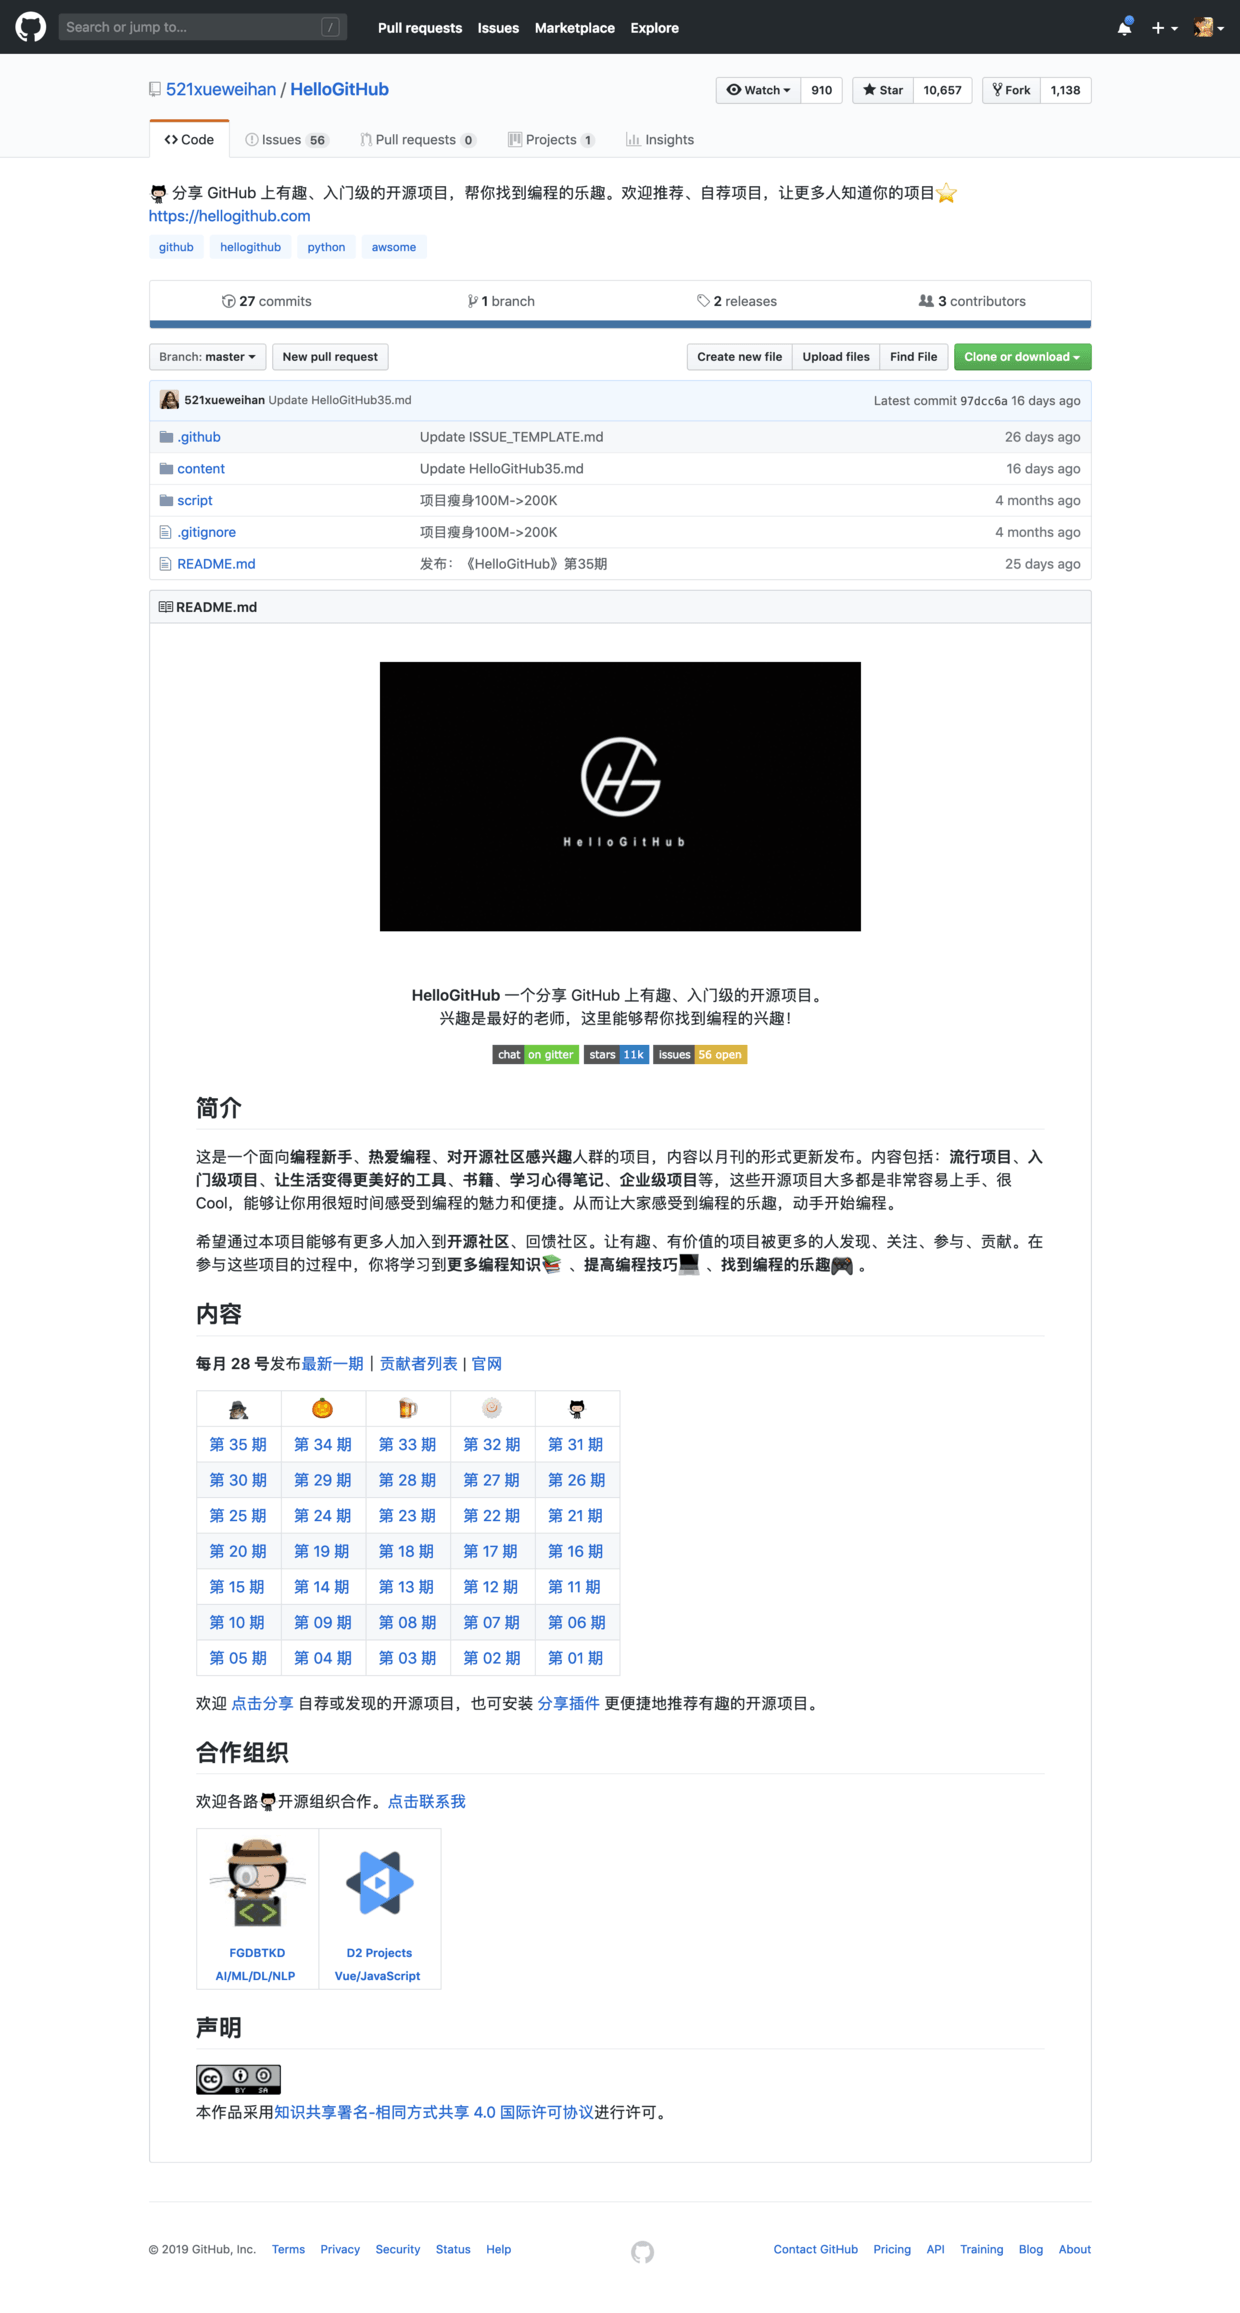 Search or jump to... /
Pull requests Issues Marketplace Explore
521xueweihan / HelloGitHub
Watch 910 Star 10,657 Fork 1,138
Code Issues 56 Pull requests 0 Projects 1 Insights
分享 GitHub 上有趣、入门级的开源项目，帮你找到编程的乐趣。欢迎推荐、自荐项目，让更多人知道你的项目⭐
https://hellogithub.com
github hellogithub python awsome
27 commits 1 branch 2 releases 3 contributors
Branch: master New pull request Create new file Upload files Find File Clone or download
521xueweihan Update HelloGitHub35.md Latest commit 97dcc6a 16 days ago
.github Update ISSUE_TEMPLATE.md 26 days ago
content Update HelloGitHub35.md 16 days ago
script 项目瘦身100M->200K 4 months ago
.gitignore 项目瘦身100M->200K 4 months ago
README.md 发布：《HelloGitHub》第35期 25 days ago
README.md
HelloGitHub
HelloGitHub 一个分享 GitHub 上有趣、入门级的开源项目。
兴趣是最好的老师，这里能够帮你找到编程的兴趣！
chat on gitter stars 11k issues 56 open
简介
这是一个面向编程新手、热爱编程、对开源社区感兴趣人群的项目，内容以月刊的形式更新发布。内容包括：流行项目、入
门级项目、让生活变得更美好的工具、书籍、学习心得笔记、企业级项目等，这些开源项目大多都是非常容易上手、很
Cool，能够让你用很短时间感受到编程的魅力和便捷。从而让大家感受到编程的乐趣，动手开始编程。
希望通过本项目能够有更多人加入到开源社区、回馈社区。让有趣、有价值的项目被更多的人发现、关注、参与、贡献。在
参与这些项目的过程中，你将学习到更多编程知识📚 、提高编程技巧💻 、找到编程的乐趣🎮 。
内容
每月 28 号发布最新一期 | 贡献者列表 | 官网
第 35 期 第 34 期 第 33 期 第 32 期 第 31 期
第 30 期 第 29 期 第 28 期 第 27 期 第 26 期
第 25 期 第 24 期 第 23 期 第 22 期 第 21 期
第 20 期 第 19 期 第 18 期 第 17 期 第 16 期
第 15 期 第 14 期 第 13 期 第 12 期 第 11 期
第 10 期 第 09 期 第 08 期 第 07 期 第 06 期
第 05 期 第 04 期 第 03 期 第 02 期 第 01 期
欢迎 点击分享 自荐或发现的开源项目，也可安装 分享插件 更便捷地推荐有趣的开源项目。
合作组织
欢迎各路开源组织合作。点击联系我
FGDBTKD D2 Projects
AI/ML/DL/NLP Vue/JavaScript
声明
cc BY SA
本作品采用知识共享署名-相同方式共享 4.0 国际许可协议进行许可。
© 2019 GitHub, Inc. Terms Privacy Security Status Help Contact GitHub Pricing API Training Blog About